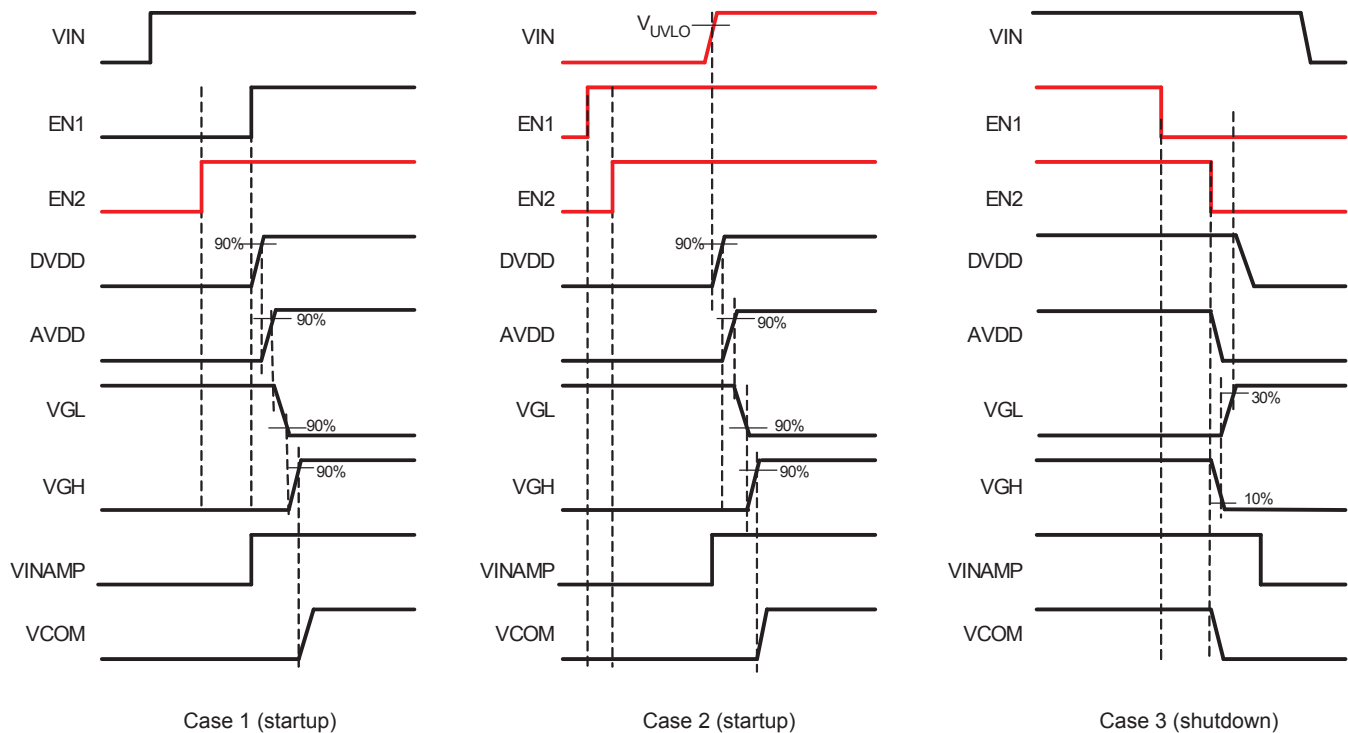 VIN
EN1
EN2
DVDD
90%
AVDD
90%
VGL
90%
VGH
90%
VINAMP
VCOM
Case 1 (startup)
VIN
VUVLO
EN1
EN2
DVDD
90%
AVDD
90%
VGL
90%
VGH
90%
VINAMP
VCOM
Case 2 (startup)
VIN
EN1
EN2
DVDD
AVDD
VGL
30%
VGH
10%
VINAMP
VCOM
Case 3 (shutdown)